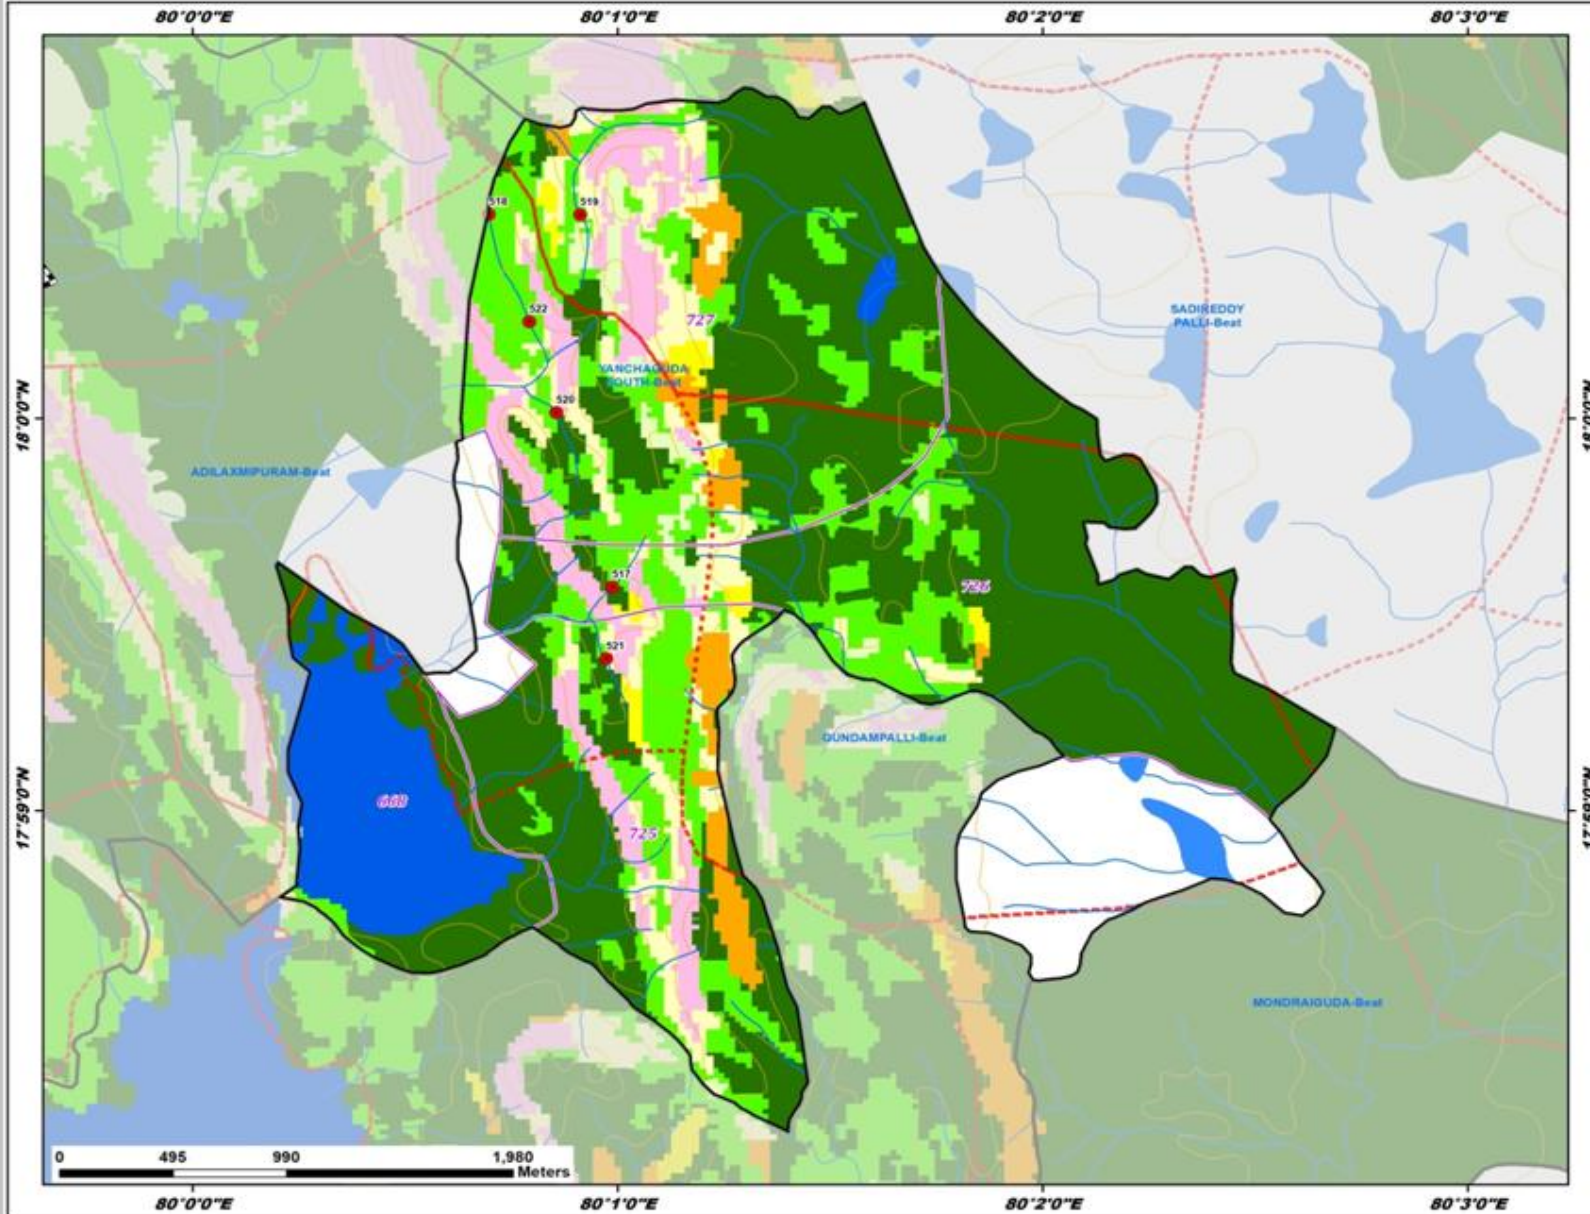 80°0'0"E 80°1'0"E 80°2'0"E 80°3'0"E
518 519
SADIREDDY
PALLI-Beat
522 727
YANCHAGUDA
SOUTH-Beat
520
18°0'0"N 18°0'0"N
ADILAXMIPURAM-Beat
517 726
521
GUNDAMPALLI-Beat
668
17°59'0"N 17°59'0"N
725
MONDRAIGUDA-Beat
0 495 990 1,980
Meters
80°0'0"E 80°1'0"E 80°2'0"E 80°3'0"E